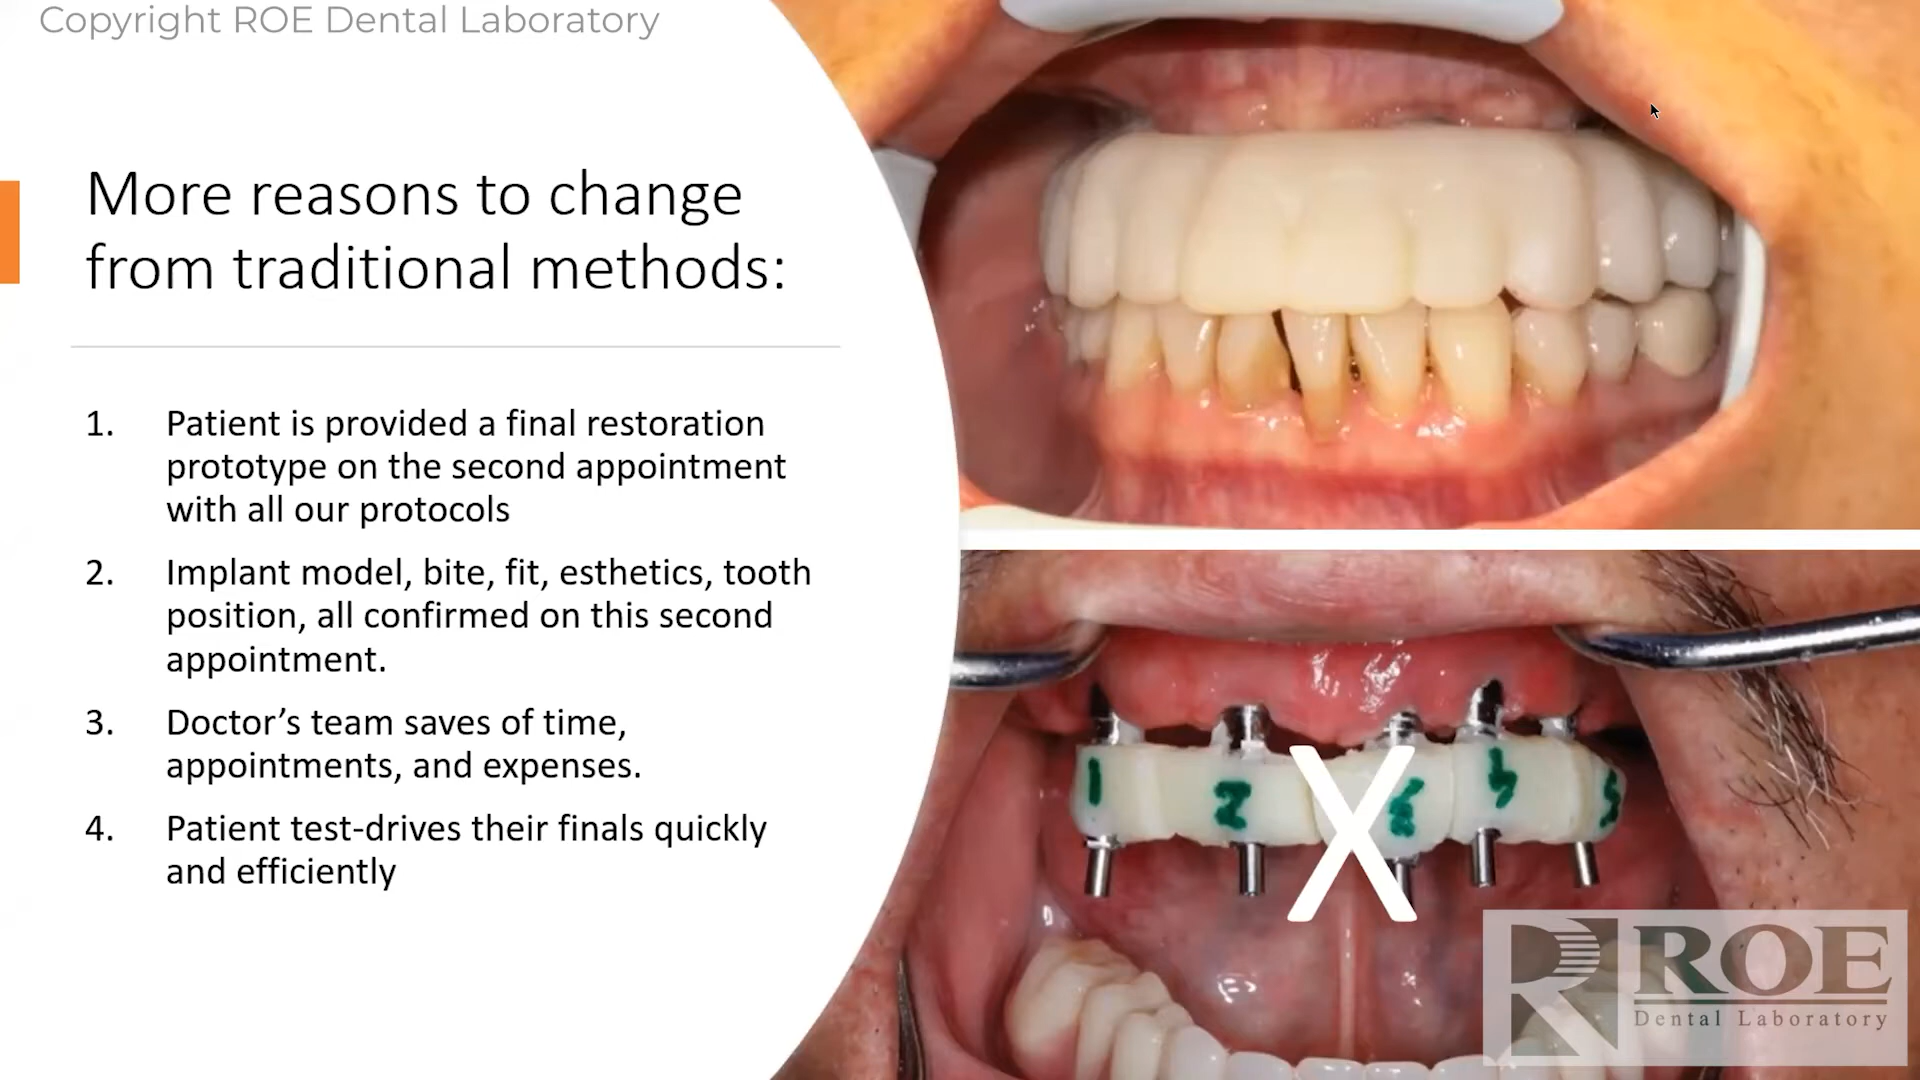 Copyright ROE Dental Laboratory
More reasons to change
from traditional methods:
1. Patient is provided a final restoration
prototype on the second appointment
with all our protocols
2. Implant model, bite, fit, esthetics, tooth
position, all confirmed on this second
appointment.
3. Doctor’s team saves of time,
appointments, and expenses.
4. Patient test-drives their finals quickly
and efficiently
1 2 3 4 5
X
R ROE
Dental Laboratory